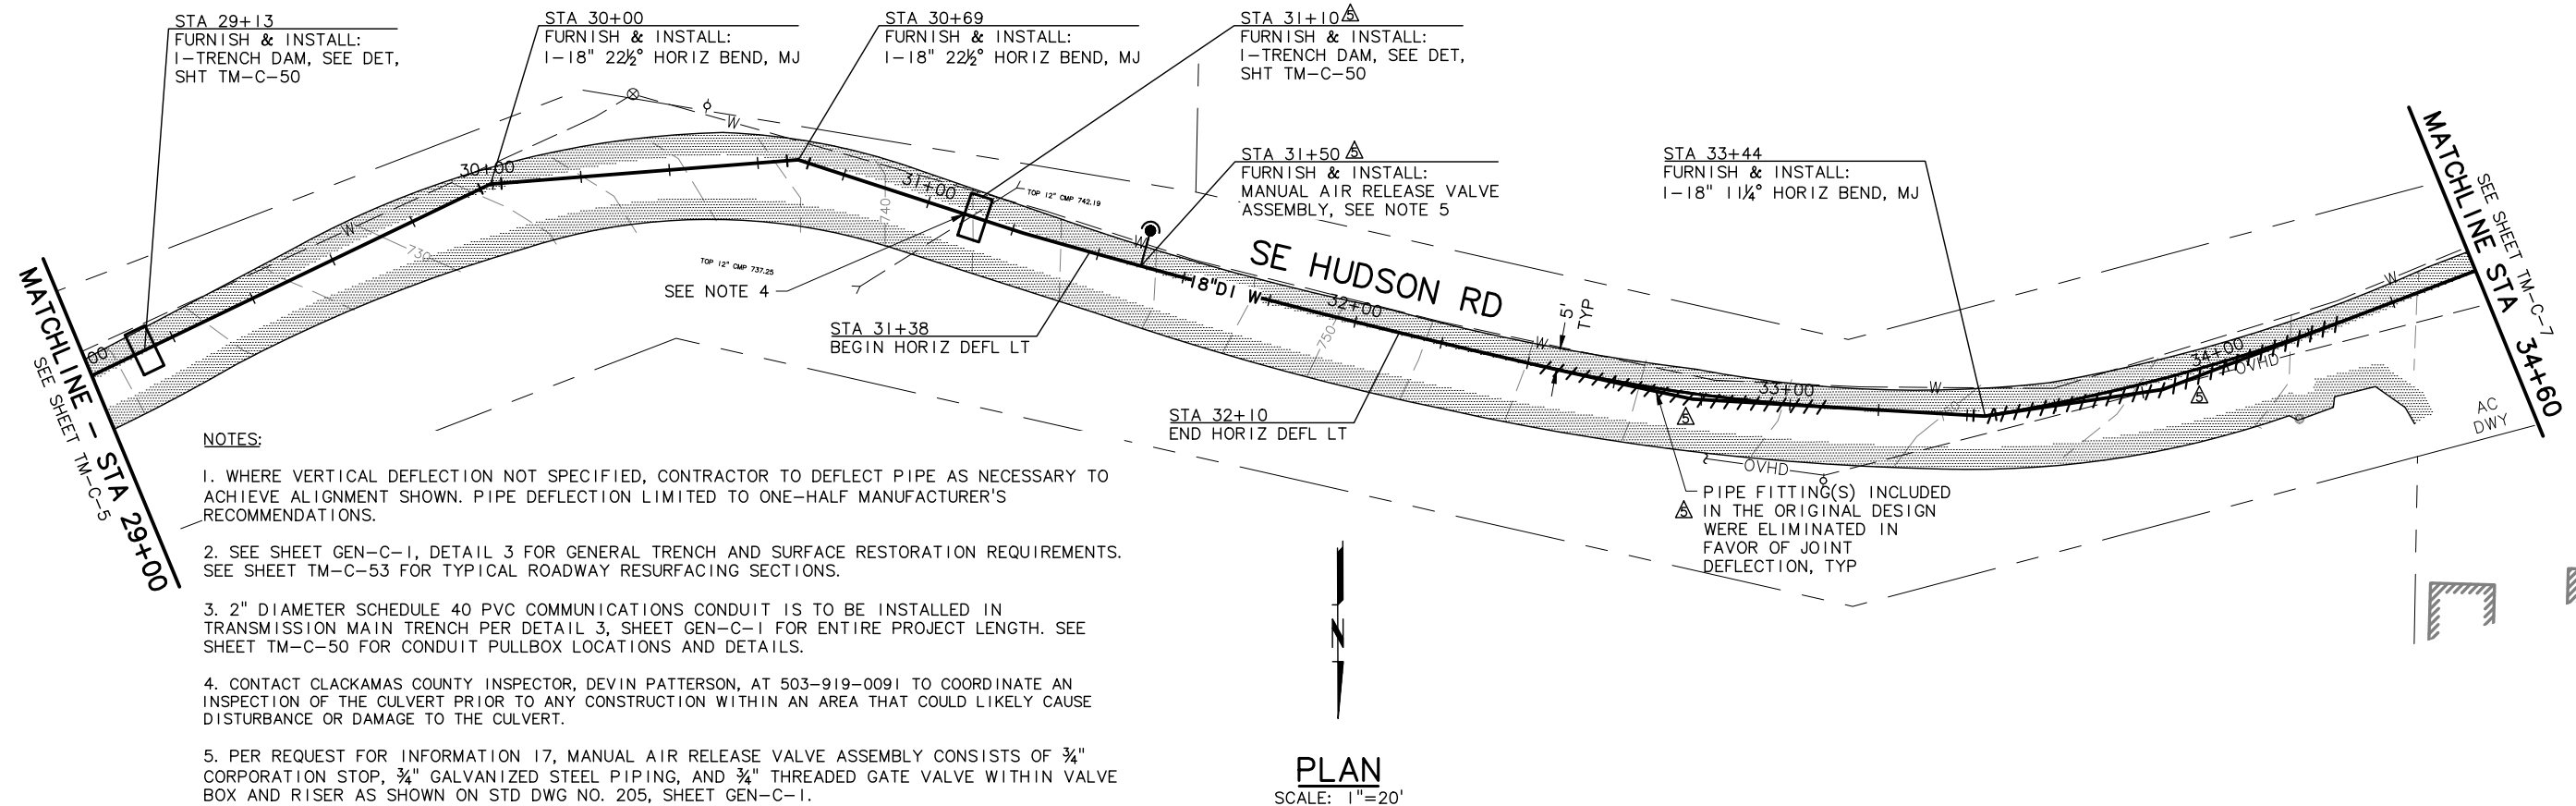 STA 29+13
FURNISH & INSTALL:
1-TRENCH DAM, SEE DET,
SHT TM-C-50
STA 30+00
FURNISH & INSTALL:
1-18" 22½° HORIZ BEND, MJ
STA 30+69
FURNISH & INSTALL:
1-18" 22½° HORIZ BEND, MJ
STA 31+10 5
FURNISH & INSTALL:
1-TRENCH DAM, SEE DET,
SHT TM-C-50
STA 31+50 5
FURNISH & INSTALL:
MANUAL AIR RELEASE VALVE
ASSEMBLY, SEE NOTE 5
STA 33+44
FURNISH & INSTALL:
1-18" 11¼° HORIZ BEND, MJ
MATCHLINE STA 34+60
SEE SHEET TM-C-7
MATCHLINE - STA 29+00
SEE SHEET TM-C-5
00
W
730
30+00
W
740
31+00
TOP 12" CMP 742.19
TOP 12" CMP 737.25
SEE NOTE 4
STA 31+38
BEGIN HORIZ DEFL LT
W
18"DI W
SE HUDSON RD
32+00
750
5'
TYP
W
STA 32+10
END HORIZ DEFL LT
33+00
5
W
34+00
OVHD
5
W
AC
DWY
OVHD
PIPE FITTING(S) INCLUDED
5 IN THE ORIGINAL DESIGN
WERE ELIMINATED IN
FAVOR OF JOINT
DEFLECTION, TYP
NOTES:
1. WHERE VERTICAL DEFLECTION NOT SPECIFIED, CONTRACTOR TO DEFLECT PIPE AS NECESSARY TO
ACHIEVE ALIGNMENT SHOWN. PIPE DEFLECTION LIMITED TO ONE-HALF MANUFACTURER'S
RECOMMENDATIONS.
2. SEE SHEET GEN-C-1, DETAIL 3 FOR GENERAL TRENCH AND SURFACE RESTORATION REQUIREMENTS.
SEE SHEET TM-C-53 FOR TYPICAL ROADWAY RESURFACING SECTIONS.
3. 2" DIAMETER SCHEDULE 40 PVC COMMUNICATIONS CONDUIT IS TO BE INSTALLED IN
TRANSMISSION MAIN TRENCH PER DETAIL 3, SHEET GEN-C-1 FOR ENTIRE PROJECT LENGTH. SEE
SHEET TM-C-50 FOR CONDUIT PULLBOX LOCATIONS AND DETAILS.
4. CONTACT CLACKAMAS COUNTY INSPECTOR, DEVIN PATTERSON, AT 503-919-0091 TO COORDINATE AN
INSPECTION OF THE CULVERT PRIOR TO ANY CONSTRUCTION WITHIN AN AREA THAT COULD LIKELY CAUSE
DISTURBANCE OR DAMAGE TO THE CULVERT.
5. PER REQUEST FOR INFORMATION 17, MANUAL AIR RELEASE VALVE ASSEMBLY CONSISTS OF ¾"
CORPORATION STOP, ¾" GALVANIZED STEEL PIPING, AND ¾" THREADED GATE VALVE WITHIN VALVE
BOX AND RISER AS SHOWN ON STD DWG NO. 205, SHEET GEN-C-1.
N
PLAN
SCALE: 1"=20'